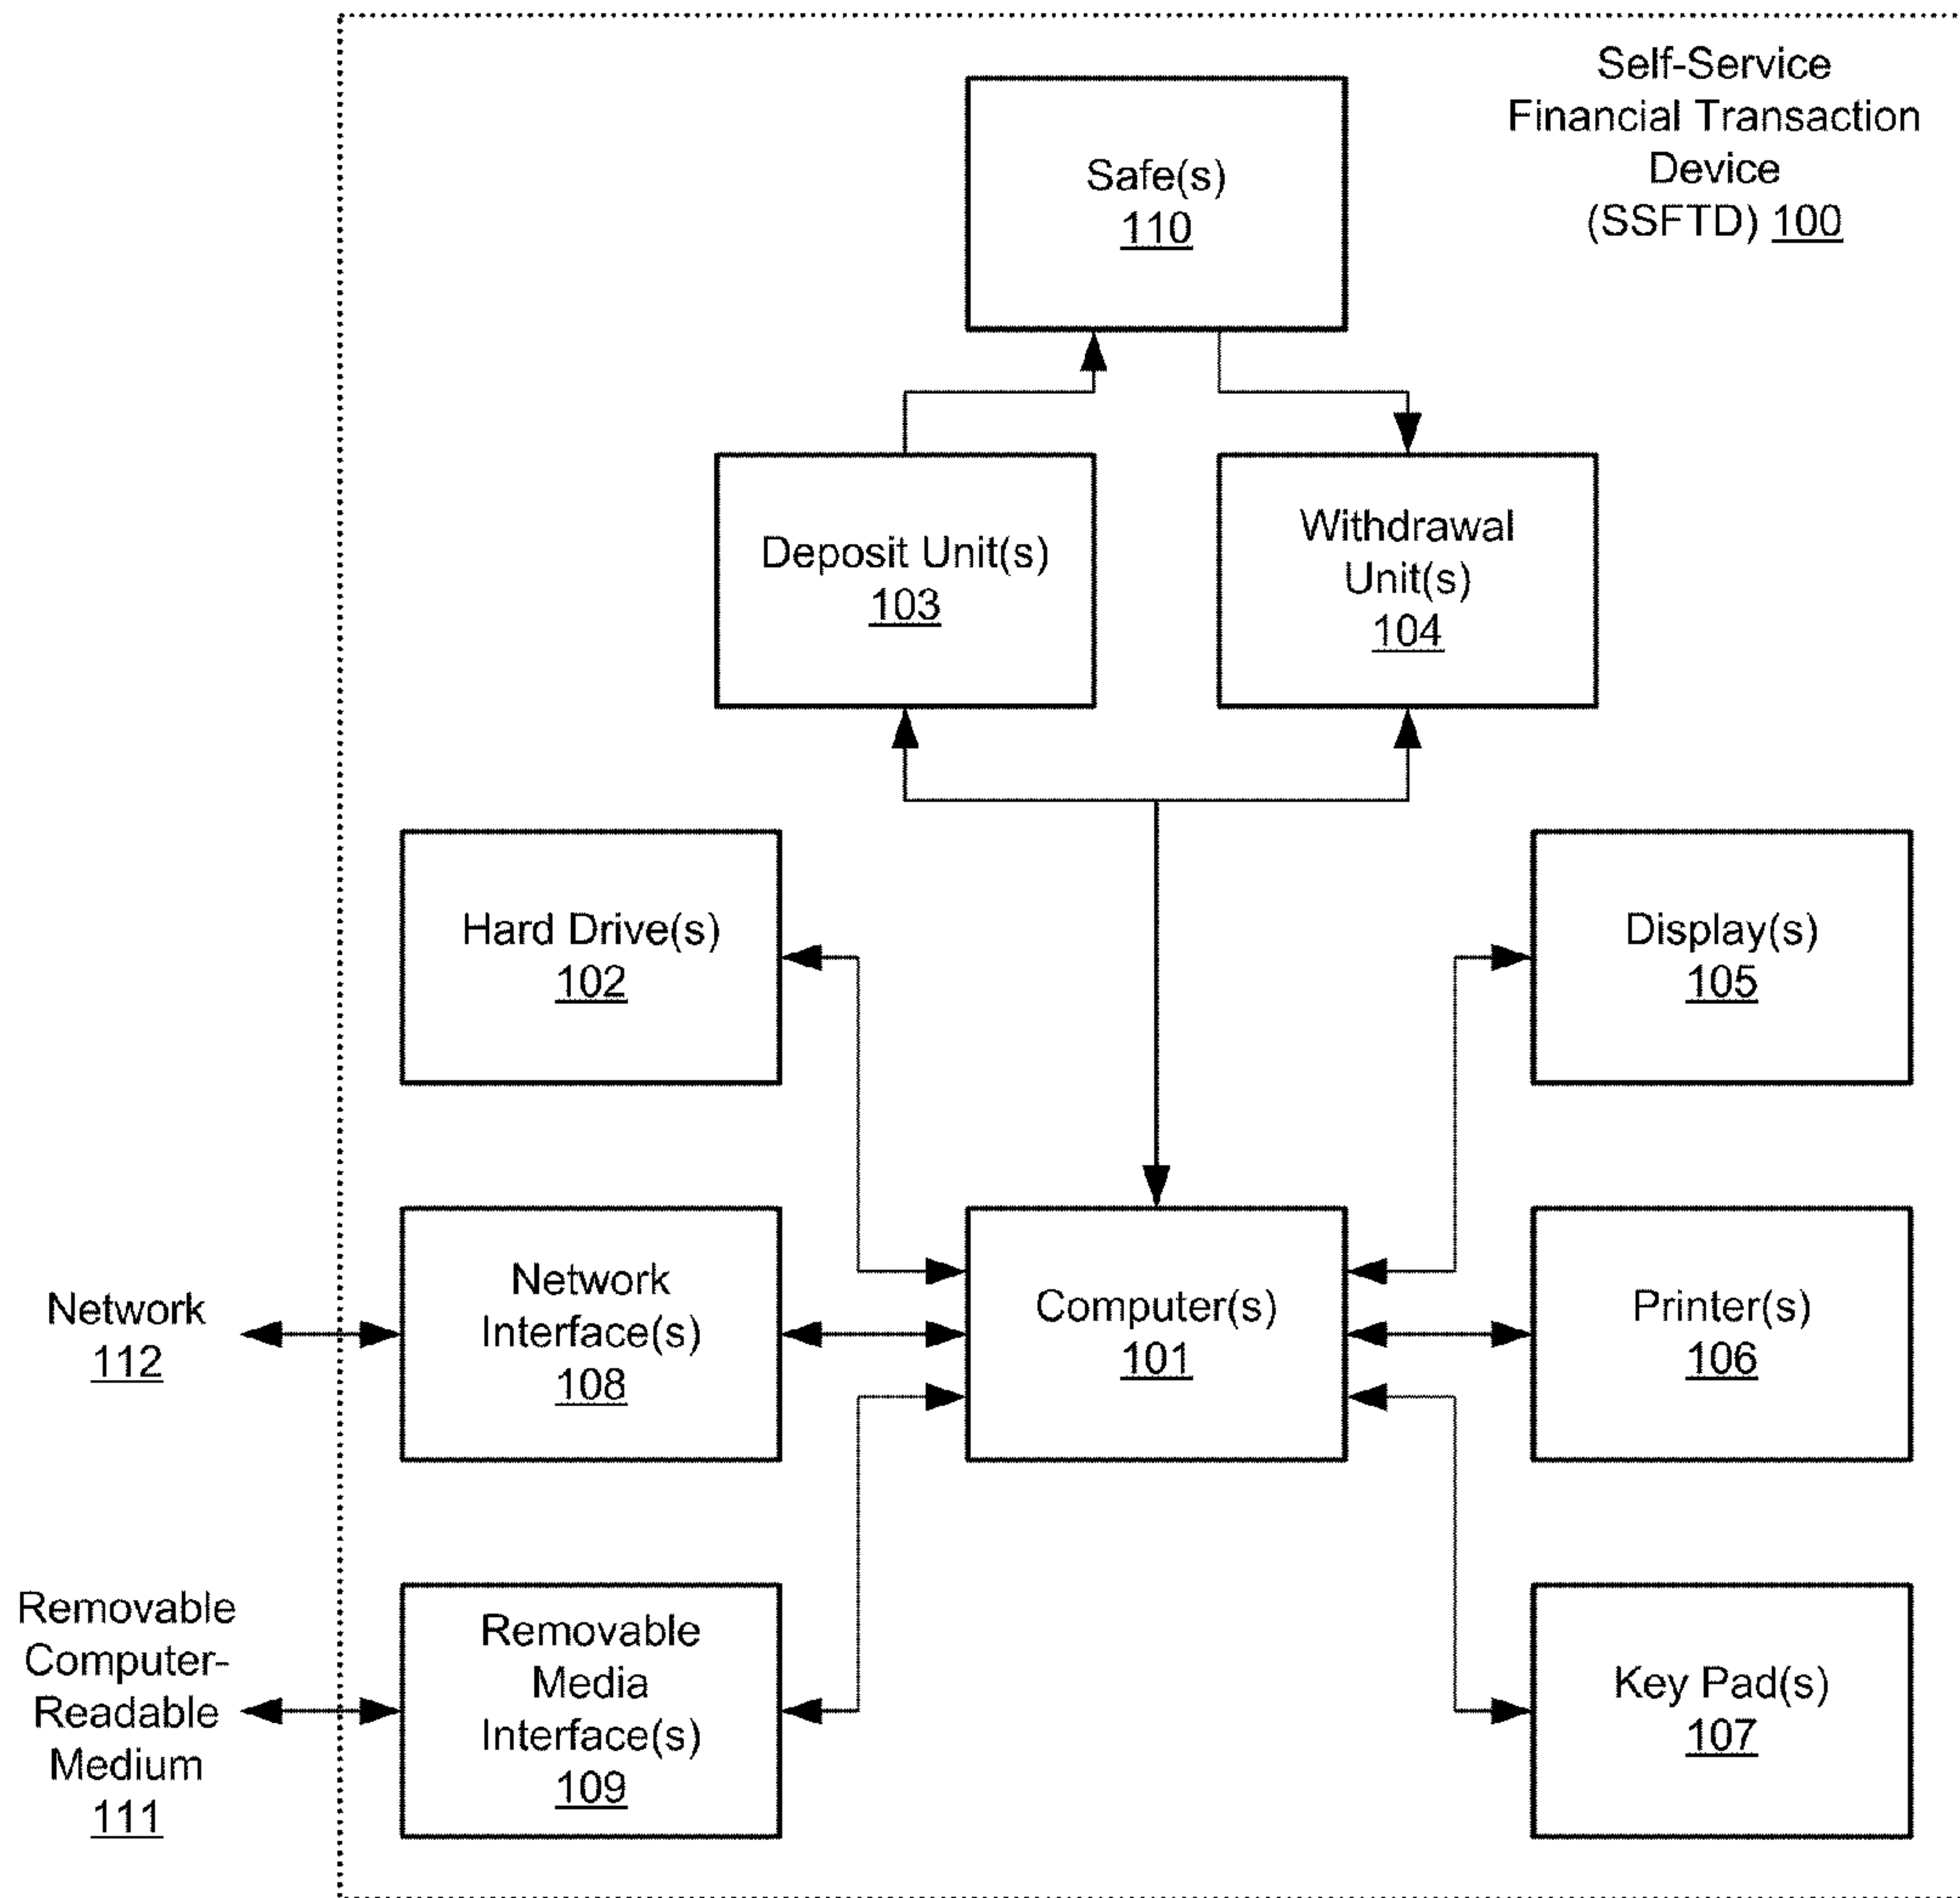 Self-Service
Financial Transaction
Device
(SSFTD) 100
Safe(s)
110
Deposit Unit(s)
103
Withdrawal
Unit(s)
104
Hard Drive(s)
102
Display(s)
105
Network
112
Network
Interface(s)
108
Computer(s)
101
Printer(s)
106
Removable
Computer-
Readable
Medium
111
Removable
Media
Interface(s)
109
Key Pad(s)
107